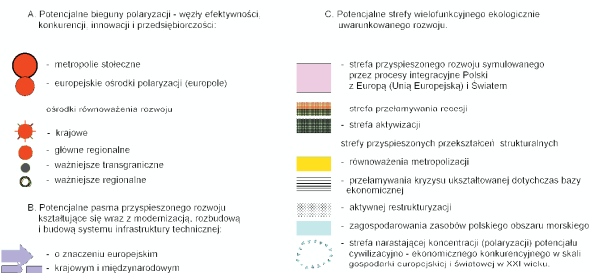 A. Potencjalne bieguny polaryzacji - węzły efektywności,
konkurencji, innowacji i przedsiębiorczości:
- metropolie stołeczne
- europejskie ośrodki polaryzacji (europole)
ośrodki równoważenia rozwoju
- krajowe
- główne regionalne
- ważniejsze transgraniczne
- ważniejsze regionalne
B. Potencjalne pasma przyspieszonego rozwoju
kształtujące się wraz z modernizacją, rozbudową
i budową systemu infrastruktury technicznej:
- o znaczeniu europejskim
- krajowym i międzynarodowym
C. Potencjalne strefy wielofunkcyjnego ekologicznie
uwarunkowanego rozwoju.
- strefa przyspieszonego rozwoju symulowanego
przez procesy integracyjne Polski
z Europą (Unią Europejską) i Światem
- strefa przełamywania recesji
- strefa aktywizacji
strefy przyspieszonych przekształceń strukturalnych
- równoważenia metropolizacji
- przełamywania kryzysu ukształtowanej dotychczas bazy
ekonomicznej
- aktywnej restrukturyzacji
- zagospodarowania zasobów polskiego obszaru morskiego
- strefa narastającej koncentracji (polaryzacji) potencjału
cywilizacyjno - ekonomicznego konkurencyjnego w skali
gospodarki europejskiej i światowej w XXI wieku.